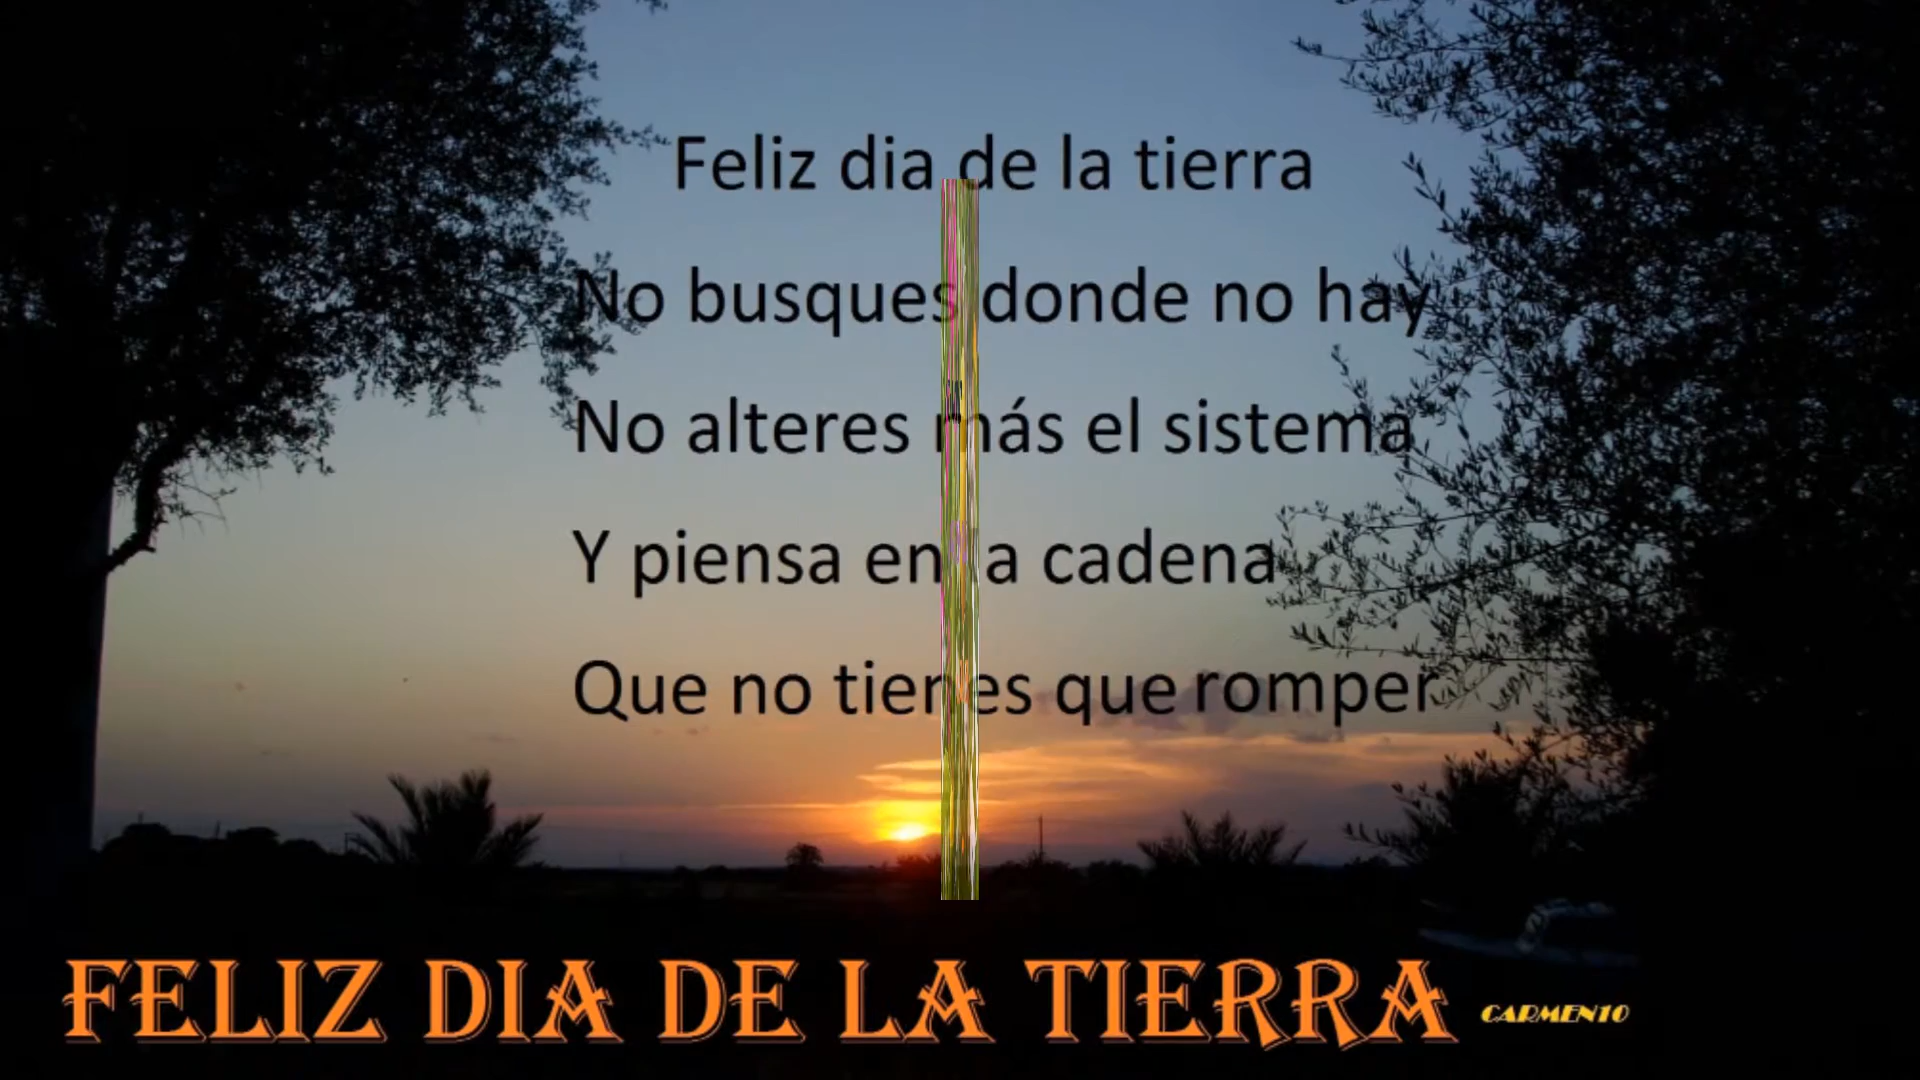 Feliz dia de la tierra
No busques donde no hay
No alteres más el sistema
Y piensa en la cadena
Que no tienes que romper
FELIZ DIA DE LA TIERRA CARMEN10